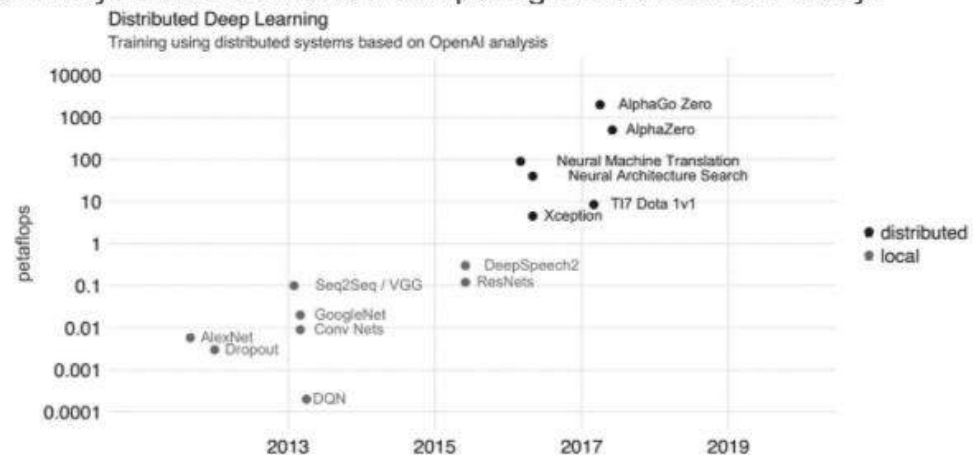 Distributed Deep Learning
Training using distributed systems based on OpenAI analysis
10000
1000
100
10
1
0.1
0.01
0.001
0.0001
petaflops
AlphaGo Zero
AlphaZero
Neural Machine Translation
Neural Architecture Search
TI7 Dota 1v1
Xception
DeepSpeech2
ResNets
Seq2Seq / VGG
GoogleNet
Conv Nets
AlexNet
Dropout
DQN
distributed
local
2013 2015 2017 2019